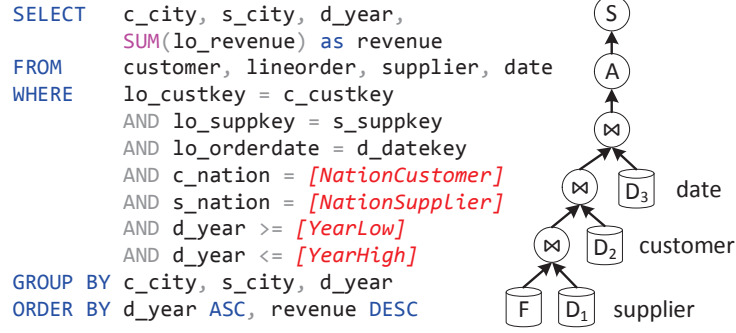 SELECT c_city, s_city, d_year,
SUM(lo_revenue) as revenue
FROM customer, lineorder, supplier, date
WHERE lo_custkey = c_custkey
AND lo_suppkey = s_suppkey
AND lo_orderdate = d_datekey
AND c_nation = [NationCustomer]
AND s_nation = [NationSupplier]
AND d_year >= [YearLow]
AND d_year <= [YearHigh]
GROUP BY c_city, s_city, d_year
ORDER BY d_year ASC, revenue DESC
S
A
⋈
⋈ D₃ date
⋈ D₂ customer
F D₁ supplier